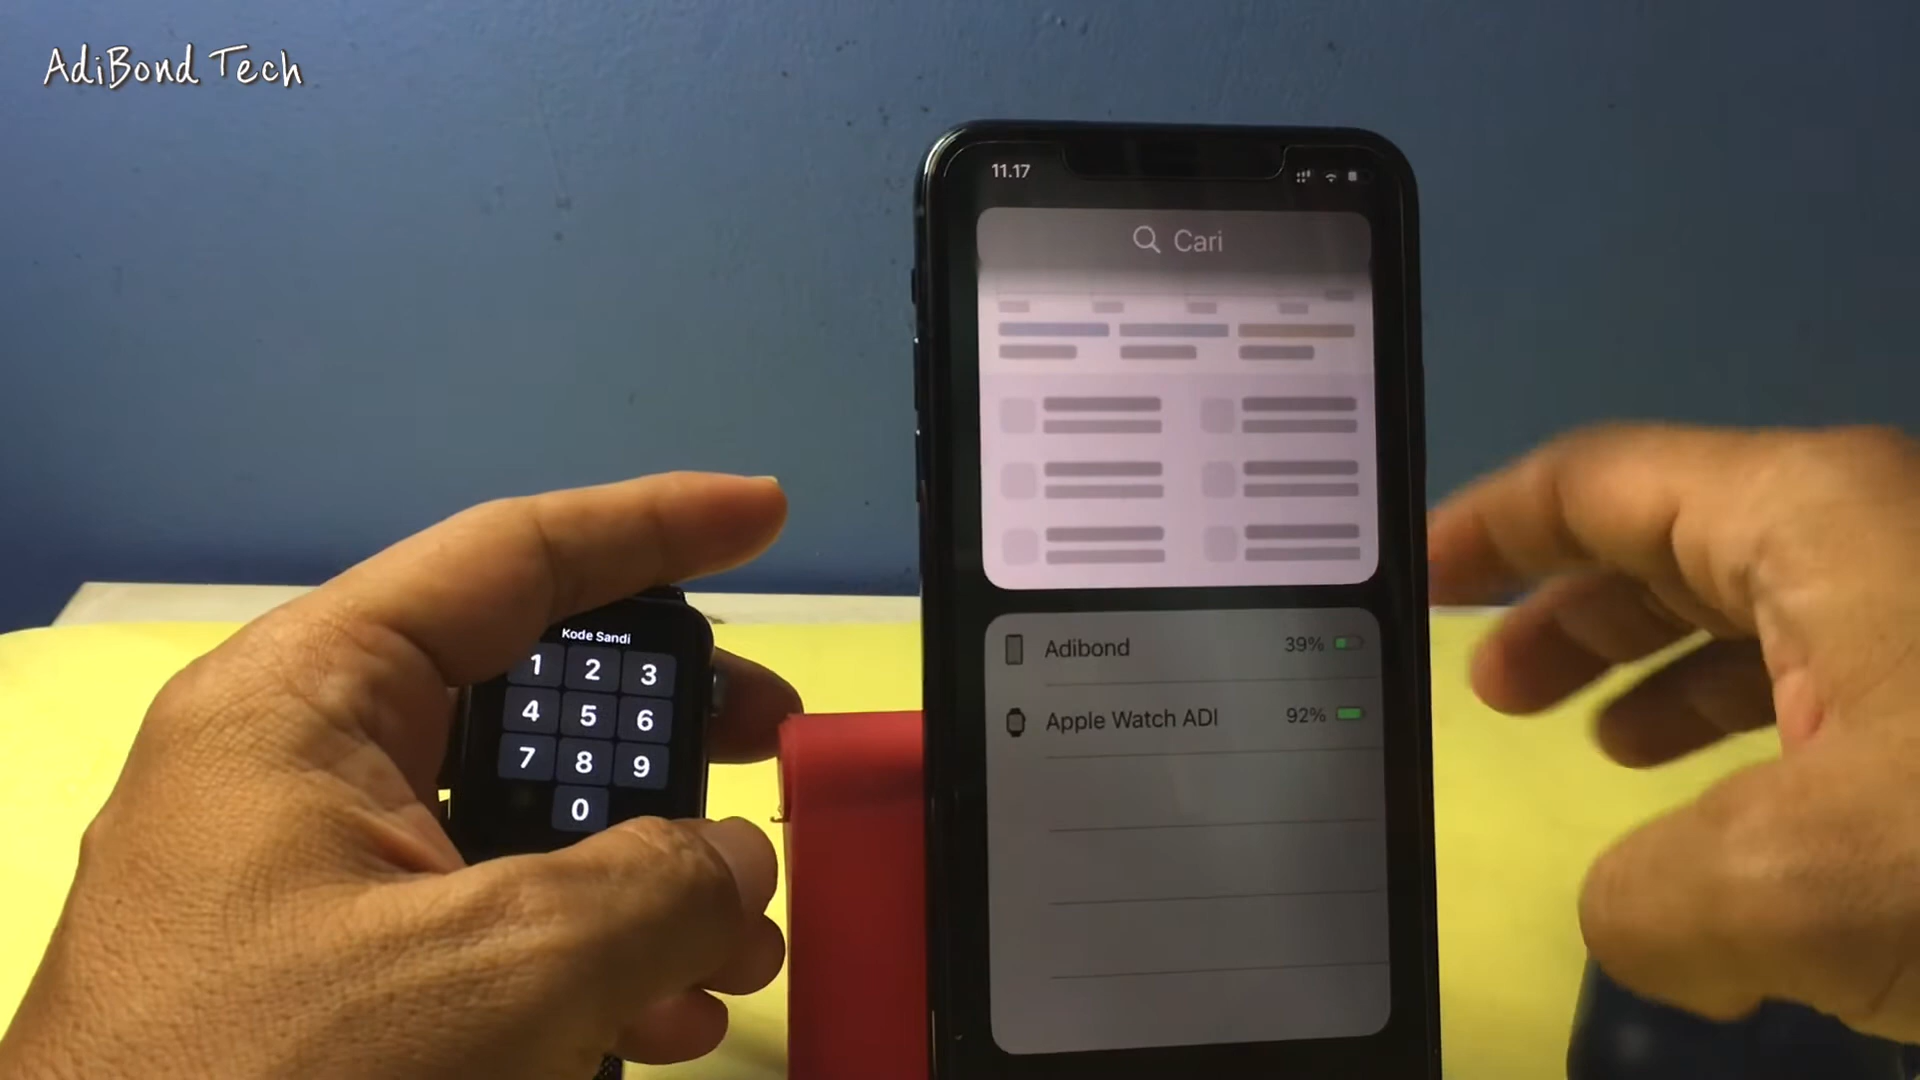 AdiBond Tech
11.17
Cari
Adibond 39%
Apple Watch ADI 92%
Kode Sandi
1 2 3
4 5 6
7 8 9
0